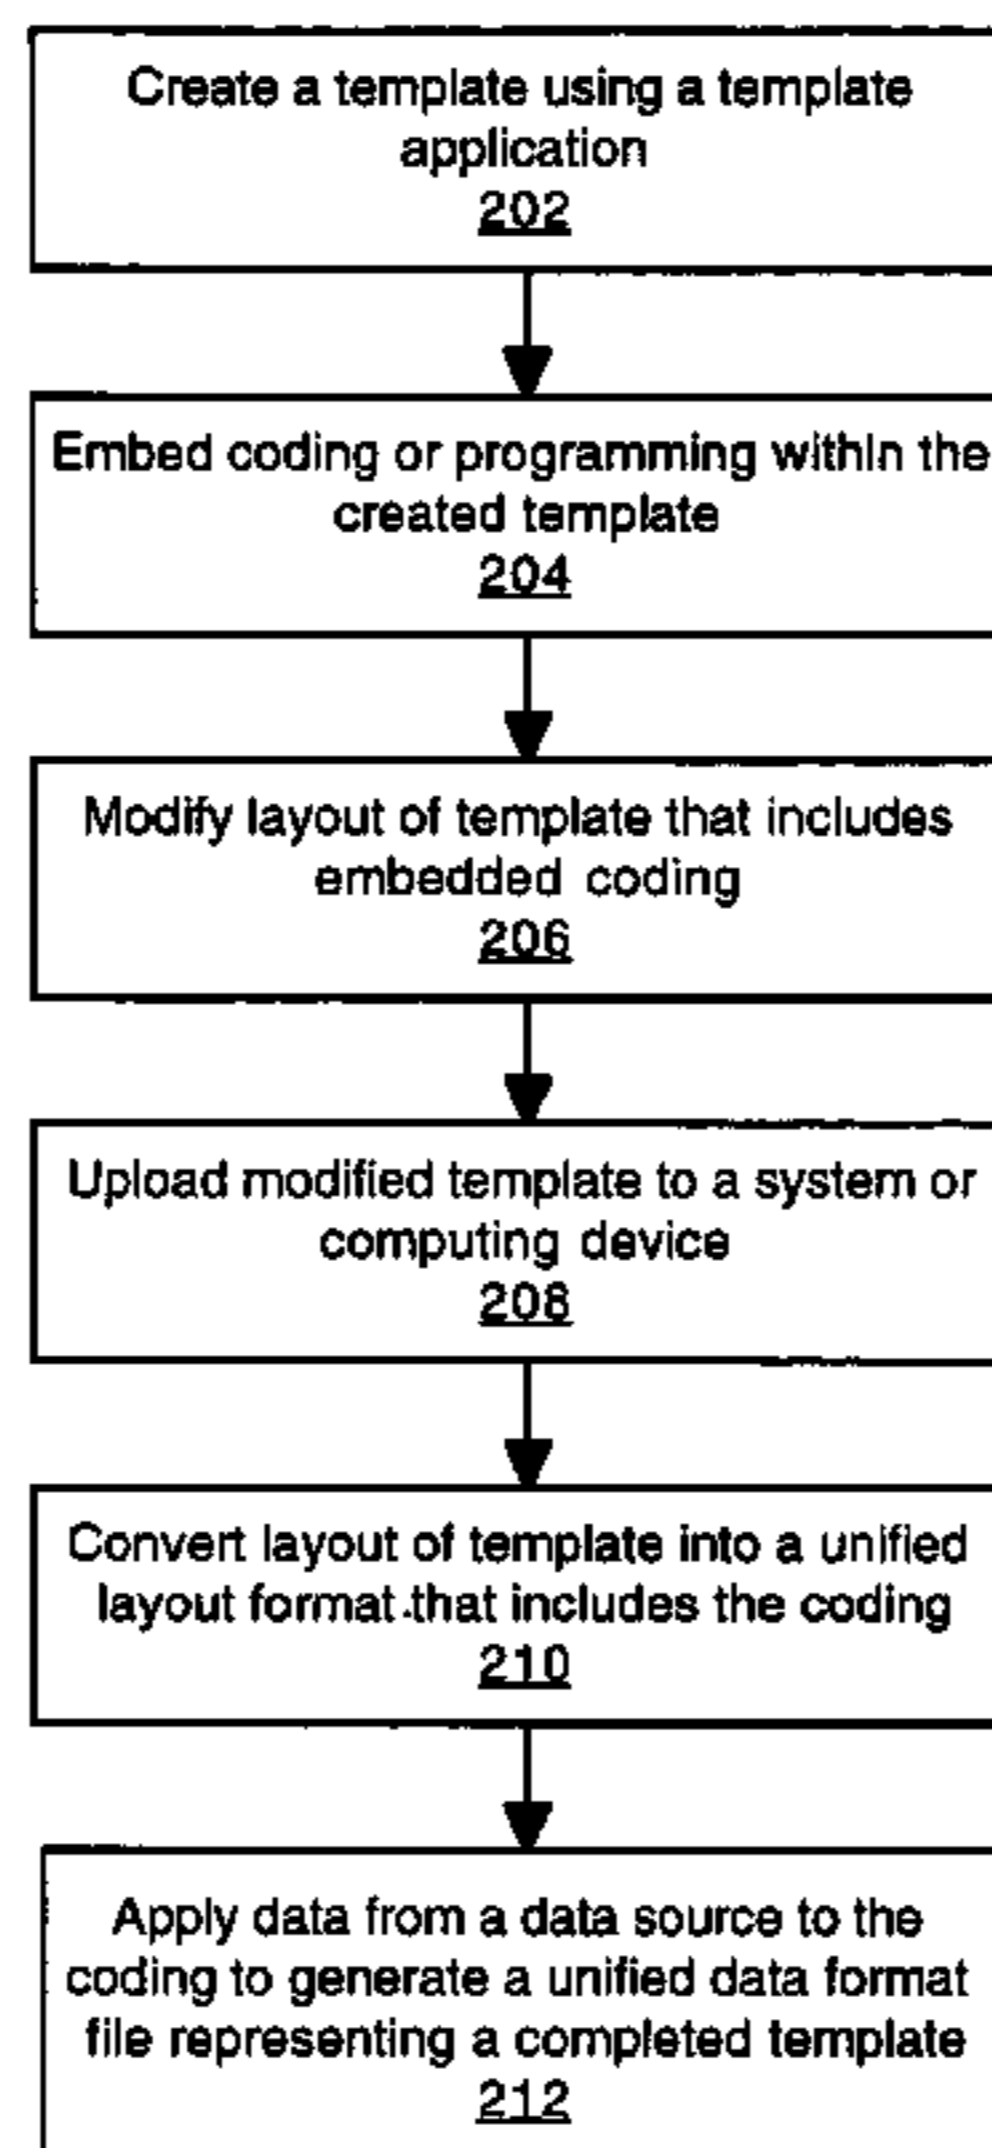 Create a template using a template
application
202
Embed coding or programming within the
created template
204
Modify layout of template that includes
embedded coding
206
Upload modified template to a system or
computing device
208
Convert layout of template into a unified
layout format that includes the coding
210
Apply data from a data source to the
coding to generate a unified data format
file representing a completed template
212